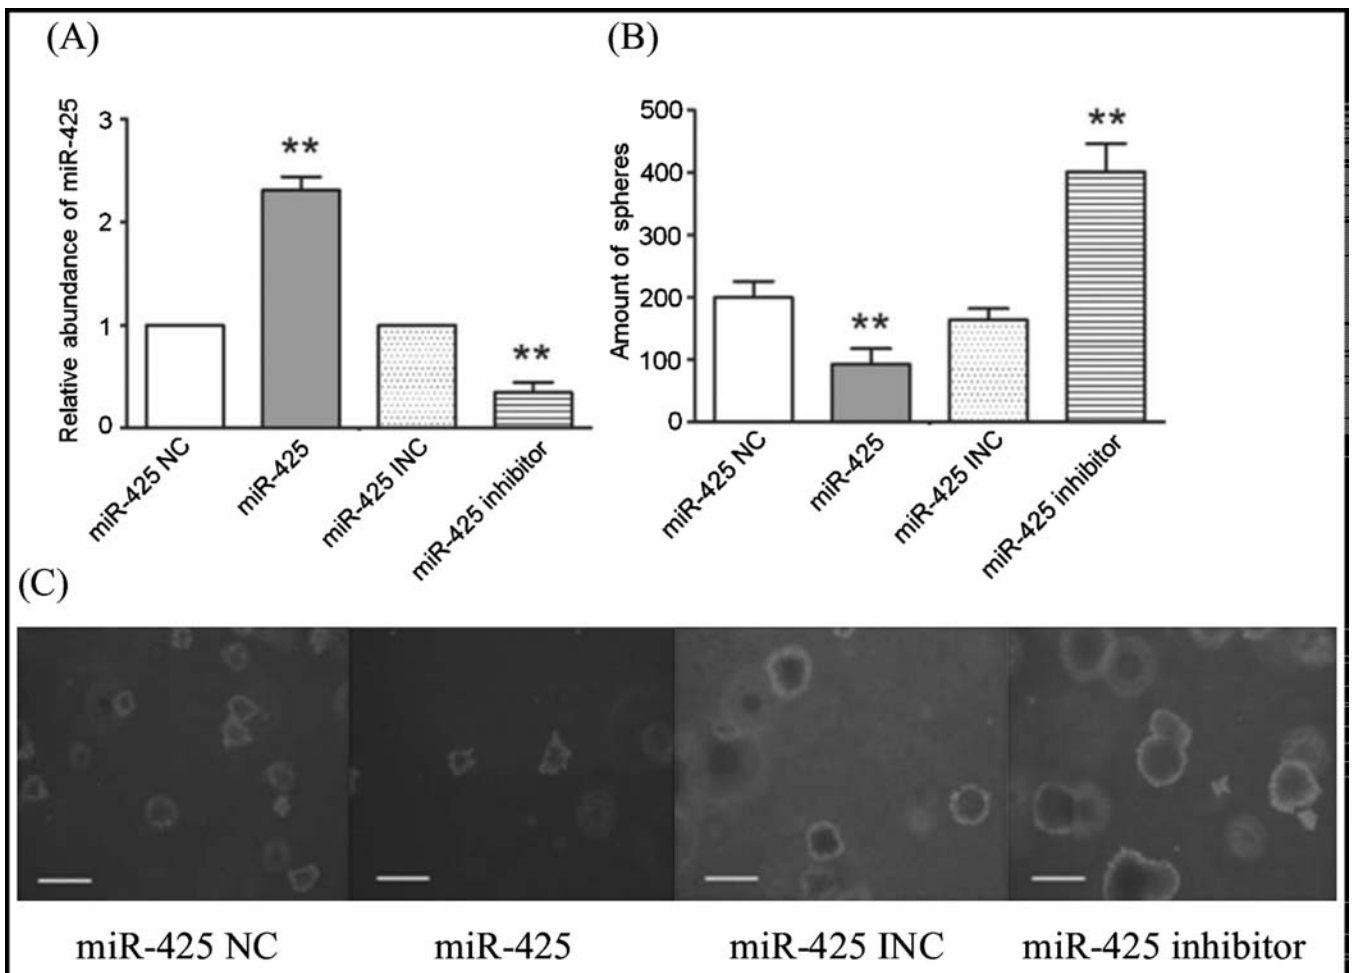 (A)
Relative abundance of miR-425
3
2
1
0
**
**
miR-425 NC
miR-425
miR-425 INC
miR-425 inhibitor
(B)
Amount of spheres
500
400
300
200
100
0
**
**
miR-425 NC
miR-425
miR-425 INC
miR-425 inhibitor
(C)
miR-425 NC
miR-425
miR-425 INC
miR-425 inhibitor